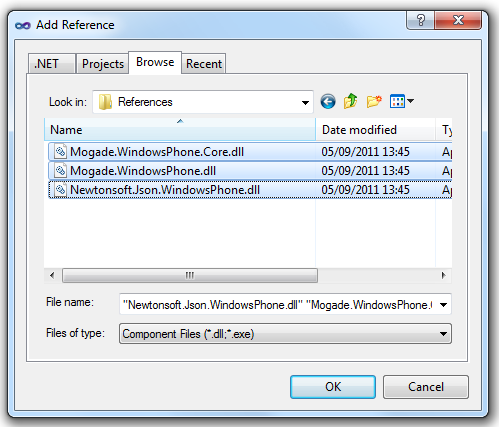 Add Reference
.NET Projects Browse Recent
Look in: References
Name Date modified Ty
Mogade.WindowsPhone.Core.dll 05/09/2011 13:45 Ap
Mogade.WindowsPhone.dll 05/09/2011 13:45 Ap
Newtonsoft.Json.WindowsPhone.dll 05/09/2011 13:45 Ap
File name: "Newtonsoft.Json.WindowsPhone.dll" "Mogade.WindowsPhone.C
Files of type: Component Files (*.dll;*.exe)
OK Cancel